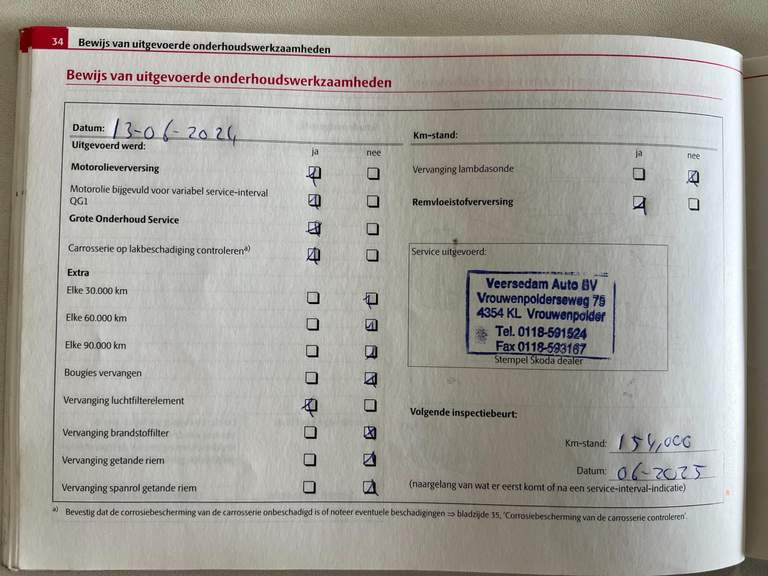 34 Bewijs van uitgevoerde onderhoudswerkzaamheden
Bewijs van uitgevoerde onderhoudswerkzaamheden
Datum: 13-06-2024
Uitgevoerd werd:
ja nee
Motorolieverversing
Motorolie bijgevuld voor variabel service-interval
QG1
Grote Onderhoud Service
Carrosserie op lakbeschadiging controleren a)
Extra
Elke 30.000 km
Elke 60.000 km
Elke 90.000 km
Bougies vervangen
Vervanging luchtfilterelement
Vervanging brandstoffilter
Vervanging getande riem
Vervanging spanrol getande riem
Km-stand:
ja nee
Vervanging lambdasonde
Remvloeistofverversing
Service uitgevoerd:
Veersedam Auto BV
Vrouwenpolderseweg 75
4354 KL Vrouwenpolder
Tel. 0118-591524
Fax 0118-593167
Stempel Škoda dealer
Volgende inspectiebeurt:
Km-stand: 154,000
Datum: 06-2025
(naargelang van wat er eerst komt of na een service-interval-indicatie)
a) Bevestig dat de corrosiebescherming van de carrosserie onbeschadigd is of noteer eventuele beschadigingen ⇒ bladzijde 35, 'Corrosiebescherming van de carrosserie controleren'.